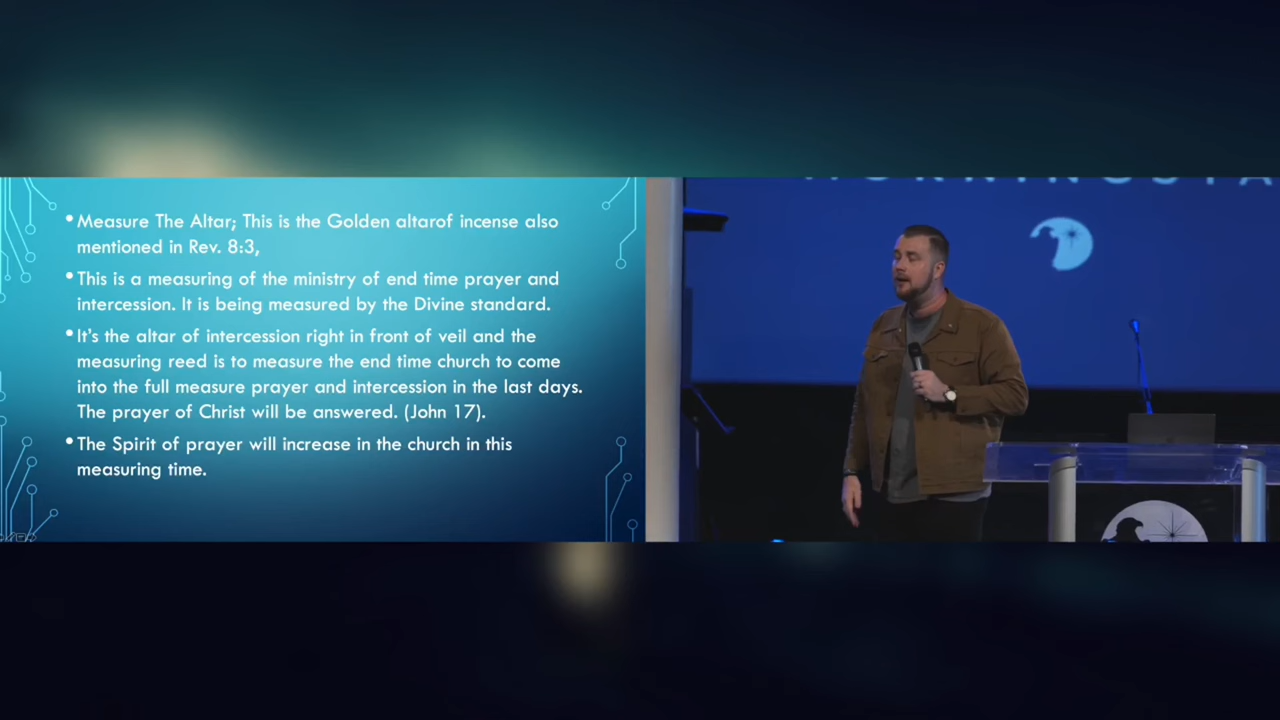 • Measure The Altar; This is the Golden altarof incense also
mentioned in Rev. 8:3,
• This is a measuring of the ministry of end time prayer and
intercession. It is being measured by the Divine standard.
• It's the altar of intercession right in front of veil and the
measuring reed is to measure the end time church to come
into the full measure prayer and intercession in the last days.
The prayer of Christ will be answered. (John 17).
• The Spirit of prayer will increase in the church in this
measuring time.